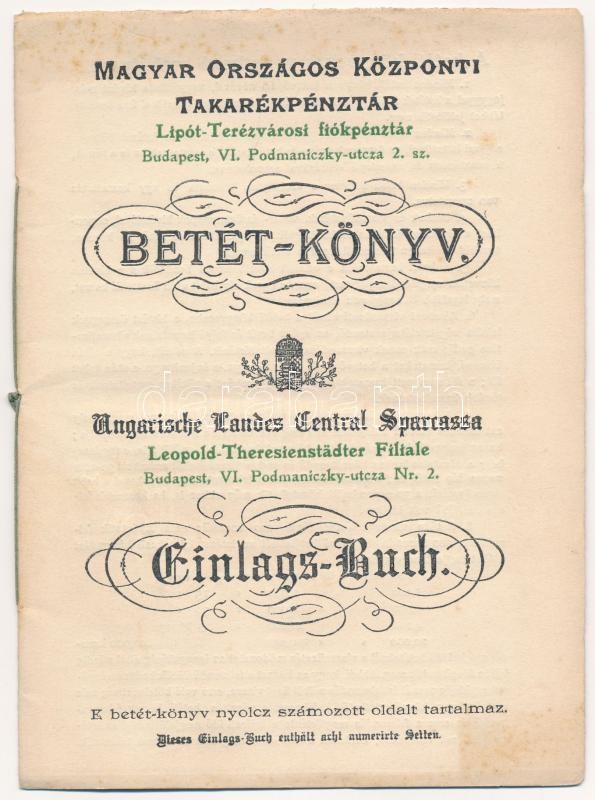 MAGYAR ORSZÁGOS KÖZPONTI
TAKARÉKPÉNZTÁR
Lipót-Terézvárosi fiókpénztár
Budapest, VI. Podmaniczky-utcza 2. sz.
BETÉT-KÖNYV.
darabanth
Ungarische Landes Central Sparcassa
Leopold-Theresienstädter Filiale
Budapest, VI. Podmaniczky-utcza Nr. 2.
Einlags-Buch.
E betét-könyv nyolcz számozott oldalt tartalmaz.
Dieses Einlags-Buch enthält acht numerirte Seiten.